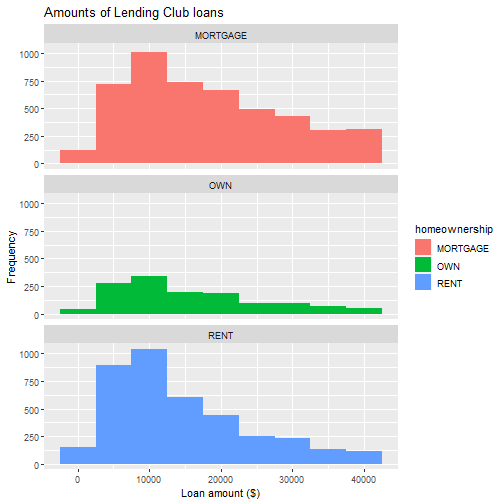 Amounts of Lending Club loans
MORTGAGE
1000
750
500
250
0
OWN
1000
750
500
250
0
RENT
1000
750
500
250
0
0 10000 20000 30000 40000
Loan amount ($)
Frequency
homeownership
MORTGAGE
OWN
RENT